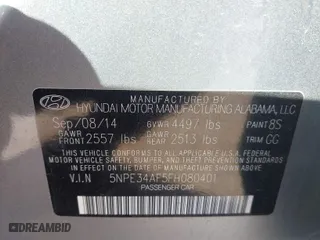 MANUFACTURED BY
HYUNDAI MOTOR MANUFACTURING ALABAMA, LLC
Sep/08/14 GVWR 4497 lbs PAINT 8S
GAWR FRONT 2557 lbs GAWR REAR 2513 lbs TRIM GG
THIS VEHICLE CONFORMS TO ALL APPLICABLE
U.S. FEDERAL MOTOR VEHICLE SAFETY, BUMPER, AND
THEFT PREVENTION STANDARDS IN EFFECT ON THE
DATE OF MANUFACTURE SHOWN ABOVE.
V.I.N 5NPE34AF5FH080401
PASSENGER CAR
DREAMBID